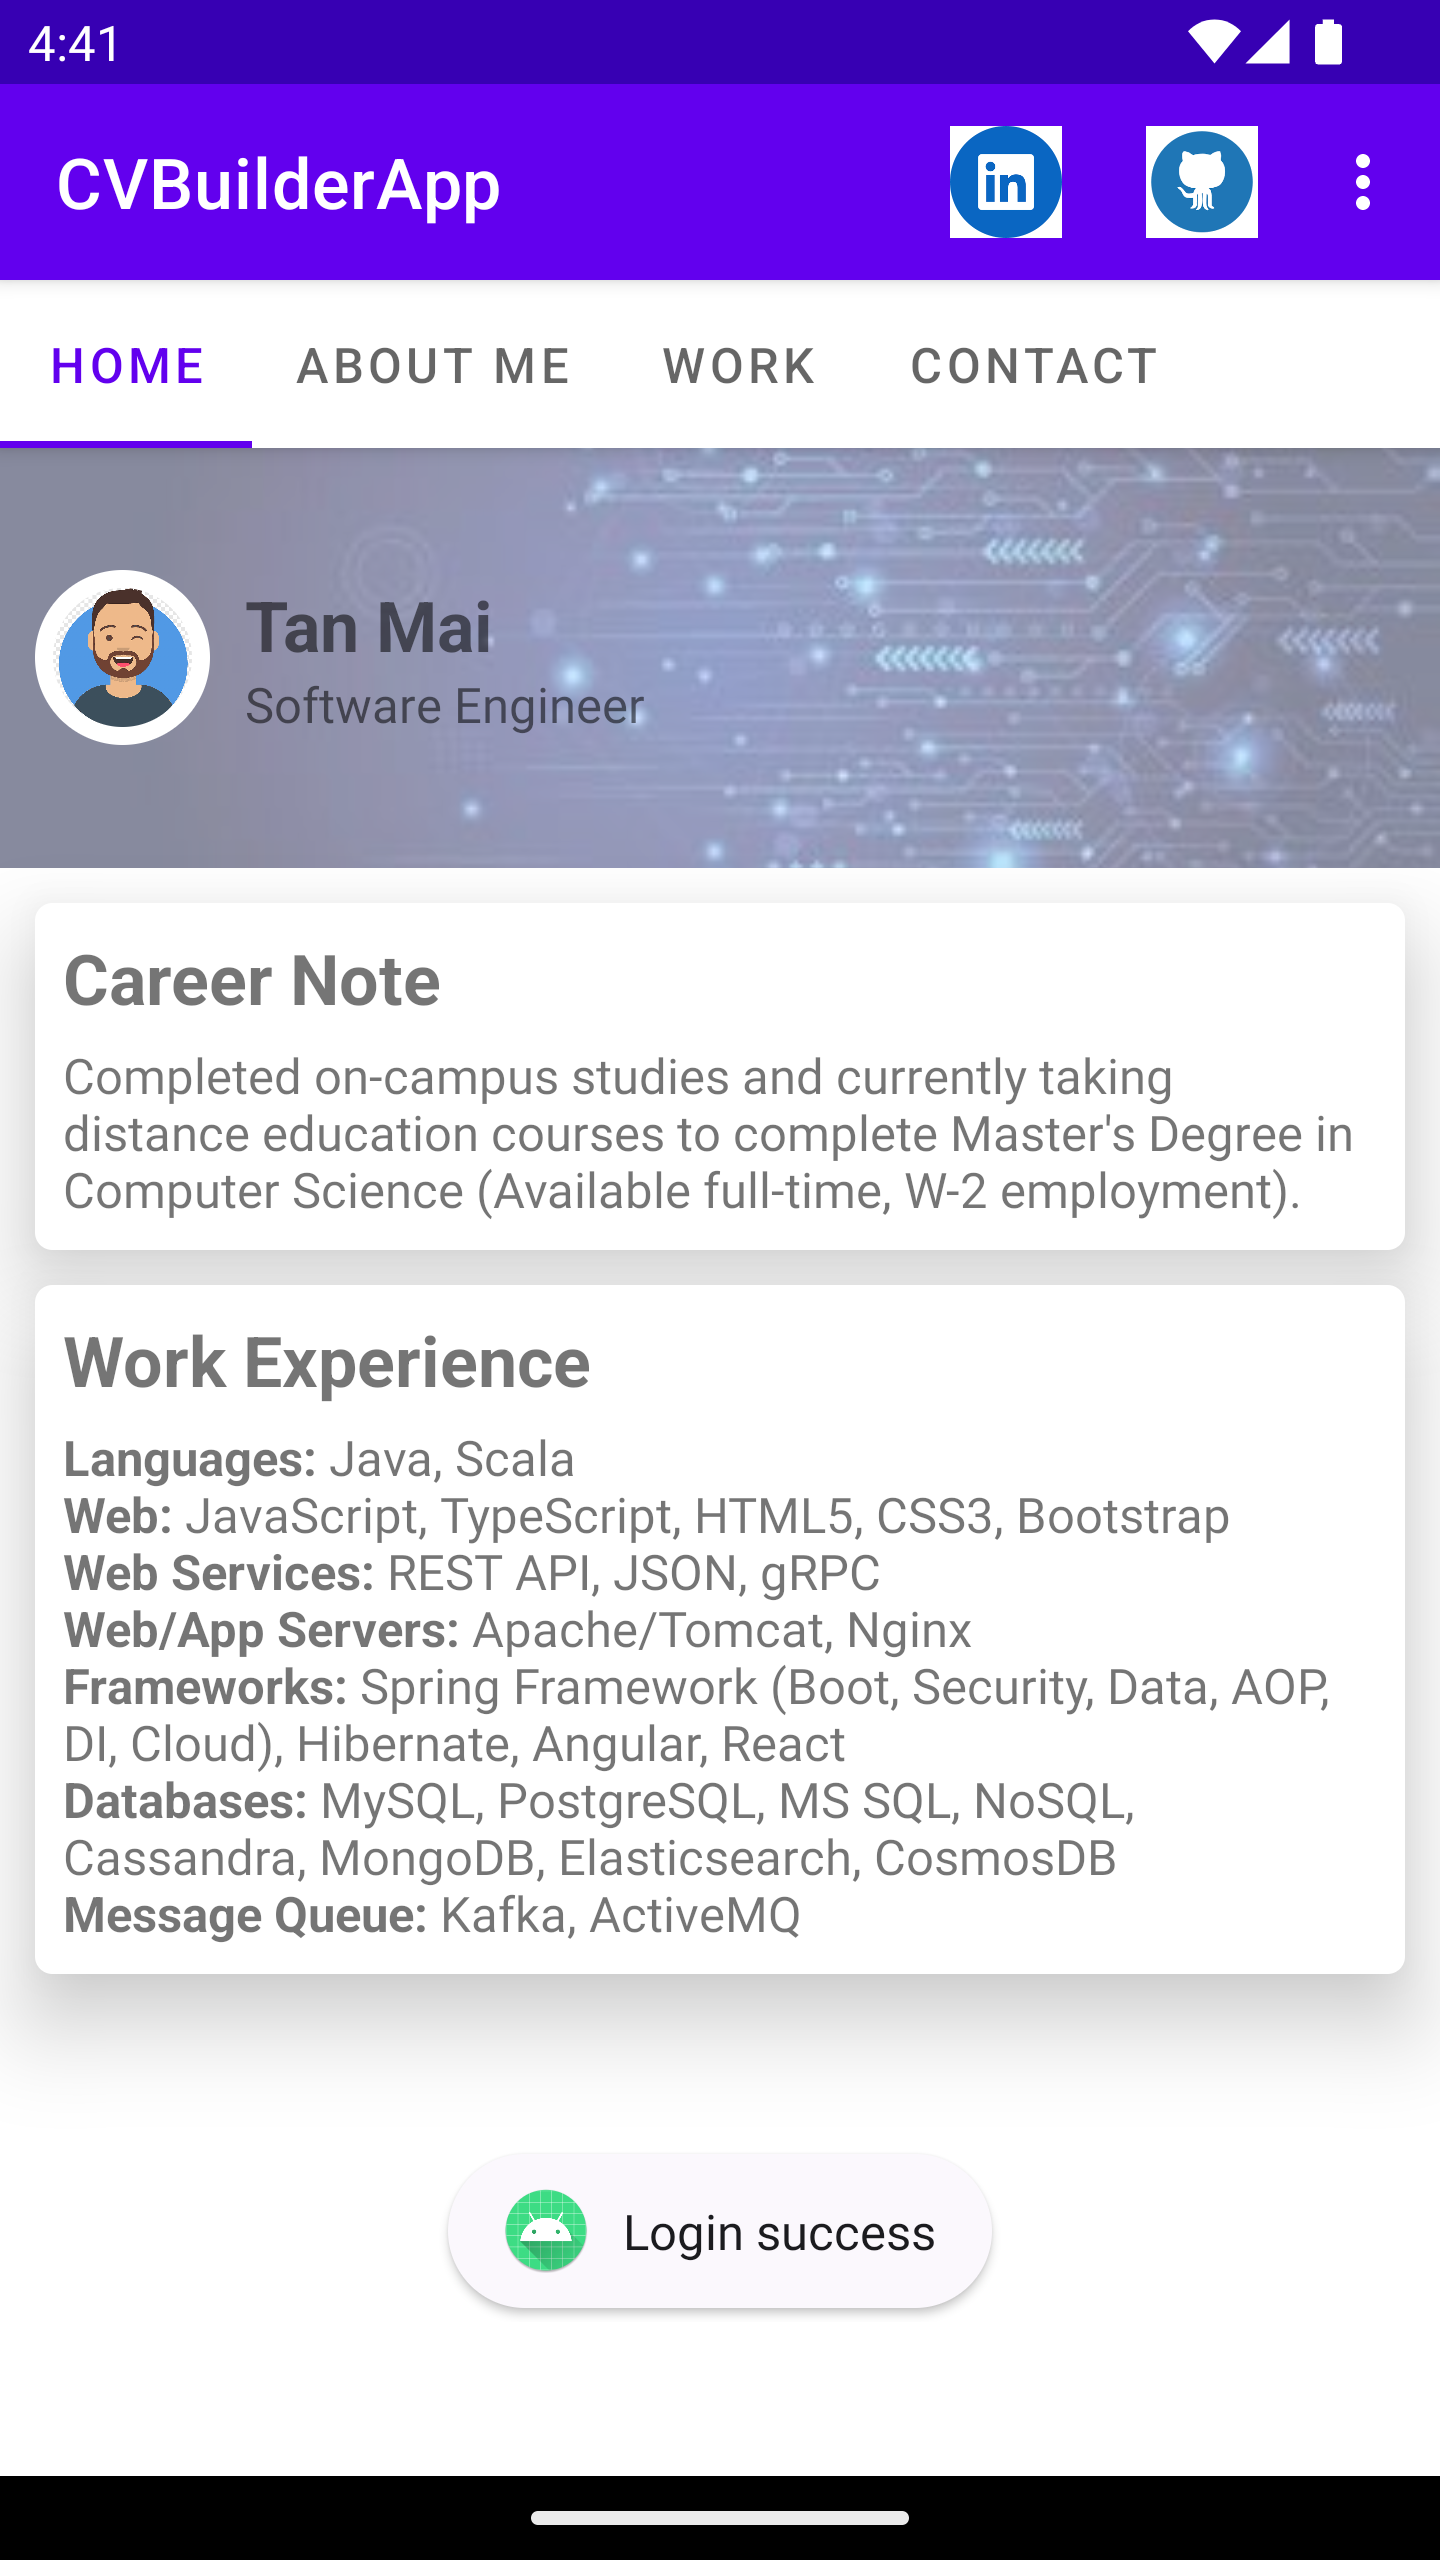 4:41
CVBuilderApp
in
HOME ABOUT ME WORK CONTACT
Tan Mai
Software Engineer
Career Note
Completed on-campus studies and currently taking
distance education courses to complete Master's Degree in
Computer Science (Available full-time, W-2 employment).
Work Experience
Languages: Java, Scala
Web: JavaScript, TypeScript, HTML5, CSS3, Bootstrap
Web Services: REST API, JSON, gRPC
Web/App Servers: Apache/Tomcat, Nginx
Frameworks: Spring Framework (Boot, Security, Data, AOP,
DI, Cloud), Hibernate, Angular, React
Databases: MySQL, PostgreSQL, MS SQL, NoSQL,
Cassandra, MongoDB, Elasticsearch, CosmosDB
Message Queue: Kafka, ActiveMQ
Login success